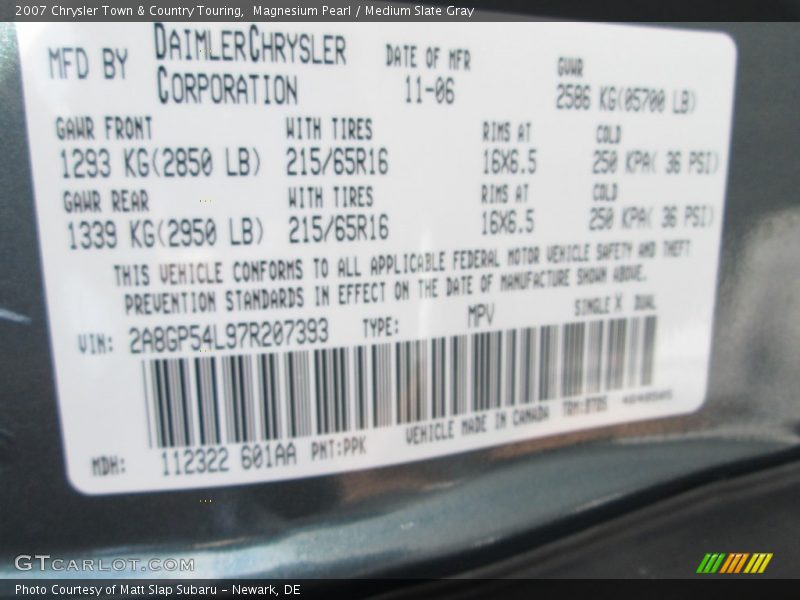 2007 Chrysler Town & Country Touring, Magnesium Pearl / Medium Slate Gray
MFD BY DAIMLERCHRYSLER CORPORATION DATE OF MFR 11-06 GVWR 2586 KG(05700 LB)
GAWR FRONT WITH TIRES RIMS AT COLD
1293 KG(2850 LB) 215/65R16 16X6.5 250 KPA( 36 PSI)
GAWR REAR WITH TIRES RIMS AT COLD
1339 KG(2950 LB) 215/65R16 16X6.5 250 KPA( 36 PSI)
THIS VEHICLE CONFORMS TO ALL APPLICABLE FEDERAL MOTOR VEHICLE SAFETY AND THEFT
PREVENTION STANDARDS IN EFFECT ON THE DATE OF MANUFACTURE SHOWN ABOVE.
VIN: 2A8GP54L97R207393 TYPE: MPV SINGLE X DUAL
MDH: 112322 601AA PNT:PPK VEHICLE MADE IN CANADA
GTCARLOT.COM
Photo Courtesy of Matt Slap Subaru - Newark, DE